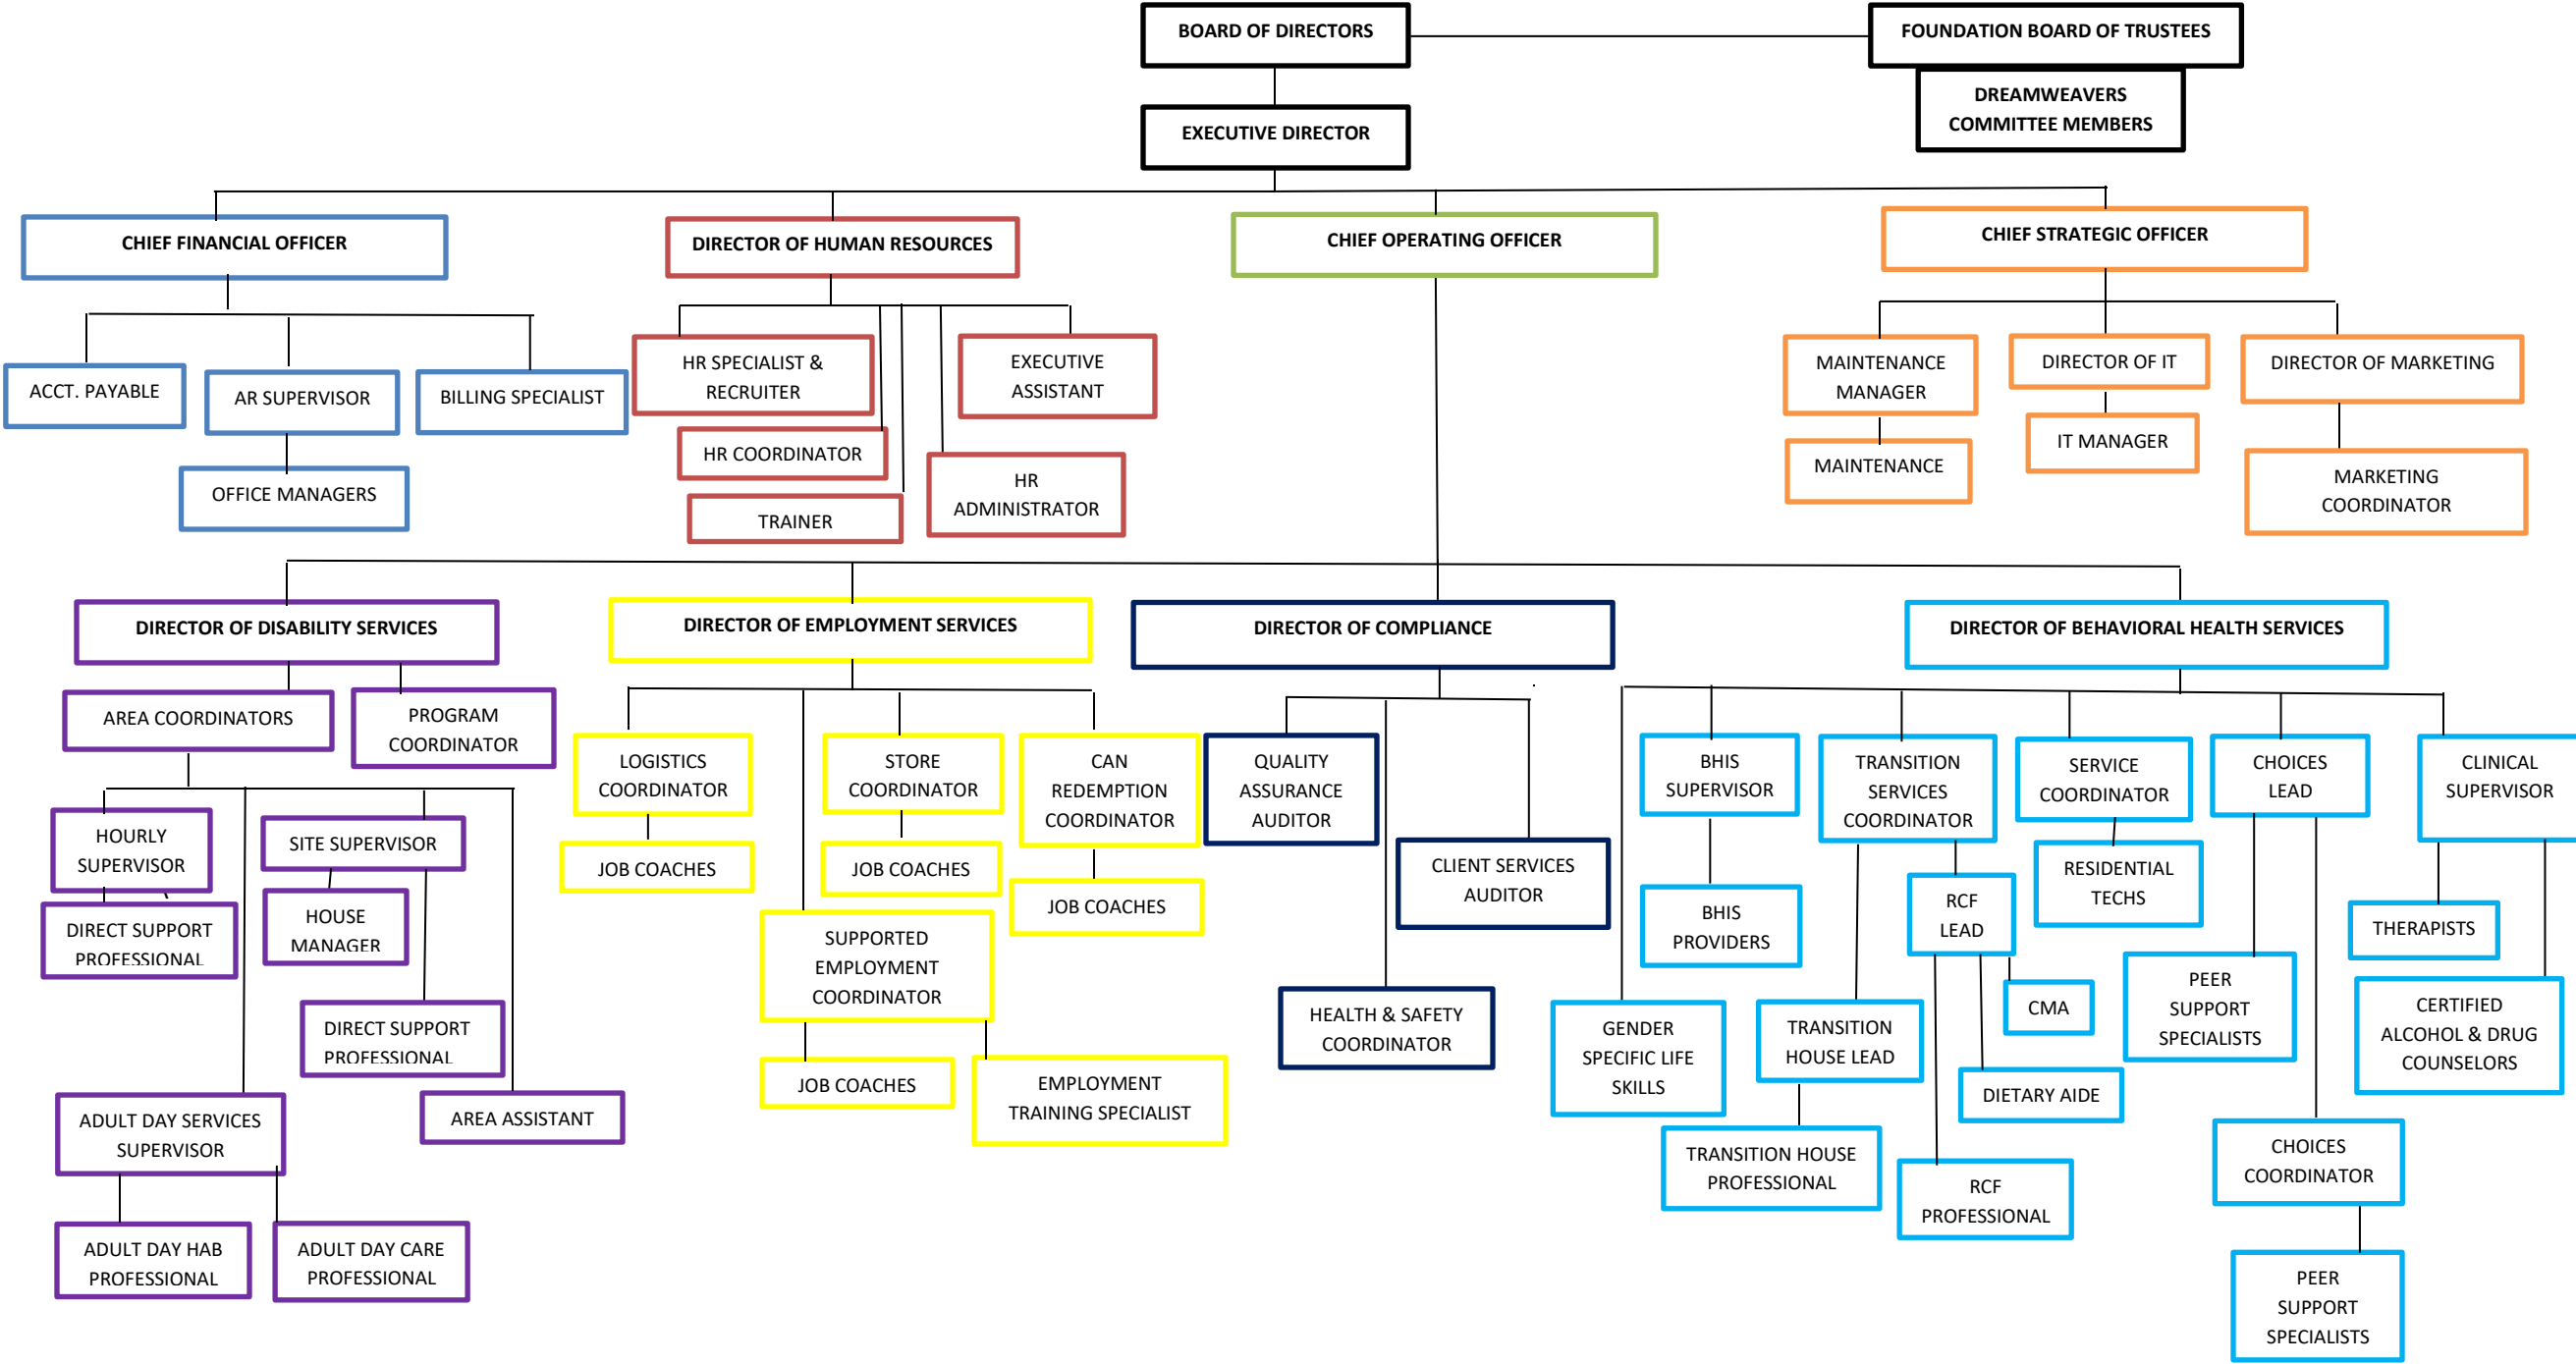 BOARD OF DIRECTORS
FOUNDATION BOARD OF TRUSTEES
DREAMWEAVERS
COMMITTEE MEMBERS
EXECUTIVE DIRECTOR
CHIEF FINANCIAL OFFICER
DIRECTOR OF HUMAN RESOURCES
CHIEF OPERATING OFFICER
CHIEF STRATEGIC OFFICER
ACCT. PAYABLE
AR SUPERVISOR
BILLING SPECIALIST
OFFICE MANAGERS
HR SPECIALIST &
RECRUITER
EXECUTIVE
ASSISTANT
HR COORDINATOR
TRAINER
HR
ADMINISTRATOR
MAINTENANCE
MANAGER
DIRECTOR OF IT
DIRECTOR OF MARKETING
MAINTENANCE
IT MANAGER
MARKETING
COORDINATOR
DIRECTOR OF DISABILITY SERVICES
DIRECTOR OF EMPLOYMENT SERVICES
DIRECTOR OF COMPLIANCE
DIRECTOR OF BEHAVIORAL HEALTH SERVICES
AREA COORDINATORS
PROGRAM
COORDINATOR
HOURLY
SUPERVISOR
SITE SUPERVISOR
DIRECT SUPPORT
PROFESSIONAL
HOUSE
MANAGER
DIRECT SUPPORT
PROFESSIONAL
AREA ASSISTANT
ADULT DAY SERVICES
SUPERVISOR
ADULT DAY HAB
PROFESSIONAL
ADULT DAY CARE
PROFESSIONAL
LOGISTICS
COORDINATOR
STORE
COORDINATOR
CAN
REDEMPTION
COORDINATOR
JOB COACHES
JOB COACHES
JOB COACHES
SUPPORTED
EMPLOYMENT
COORDINATOR
JOB COACHES
EMPLOYMENT
TRAINING SPECIALIST
QUALITY
ASSURANCE
AUDITOR
CLIENT SERVICES
AUDITOR
HEALTH & SAFETY
COORDINATOR
BHIS
SUPERVISOR
TRANSITION
SERVICES
COORDINATOR
SERVICE
COORDINATOR
CHOICES
LEAD
CLINICAL
SUPERVISOR
BHIS
PROVIDERS
RCF
LEAD
RESIDENTIAL
TECHS
THERAPISTS
GENDER
SPECIFIC LIFE
SKILLS
TRANSITION
HOUSE LEAD
CMA
PEER
SUPPORT
SPECIALISTS
CERTIFIED
ALCOHOL & DRUG
COUNSELORS
DIETARY AIDE
TRANSITION HOUSE
PROFESSIONAL
RCF
PROFESSIONAL
CHOICES
COORDINATOR
PEER
SUPPORT
SPECIALISTS